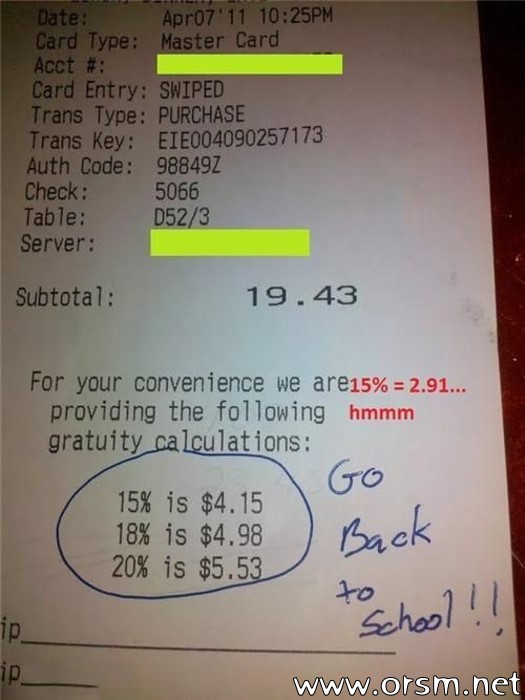 Date: Apr07'11 10:25PM
Card Type: Master Card
Acct #:
Card Entry: SWIPED
Trans Type: PURCHASE
Trans Key: EIE004090257173
Auth Code: 98849Z
Check: 5066
Table: D52/3
Server:
Subtotal: 19.43
For your convenience we are
providing the following
gratuity calculations:
15% = 2.91...
hmmm
15% is $4.15
18% is $4.98
20% is $5.53
Go
Back
to
School!!
ip
ip
www.orsm.net